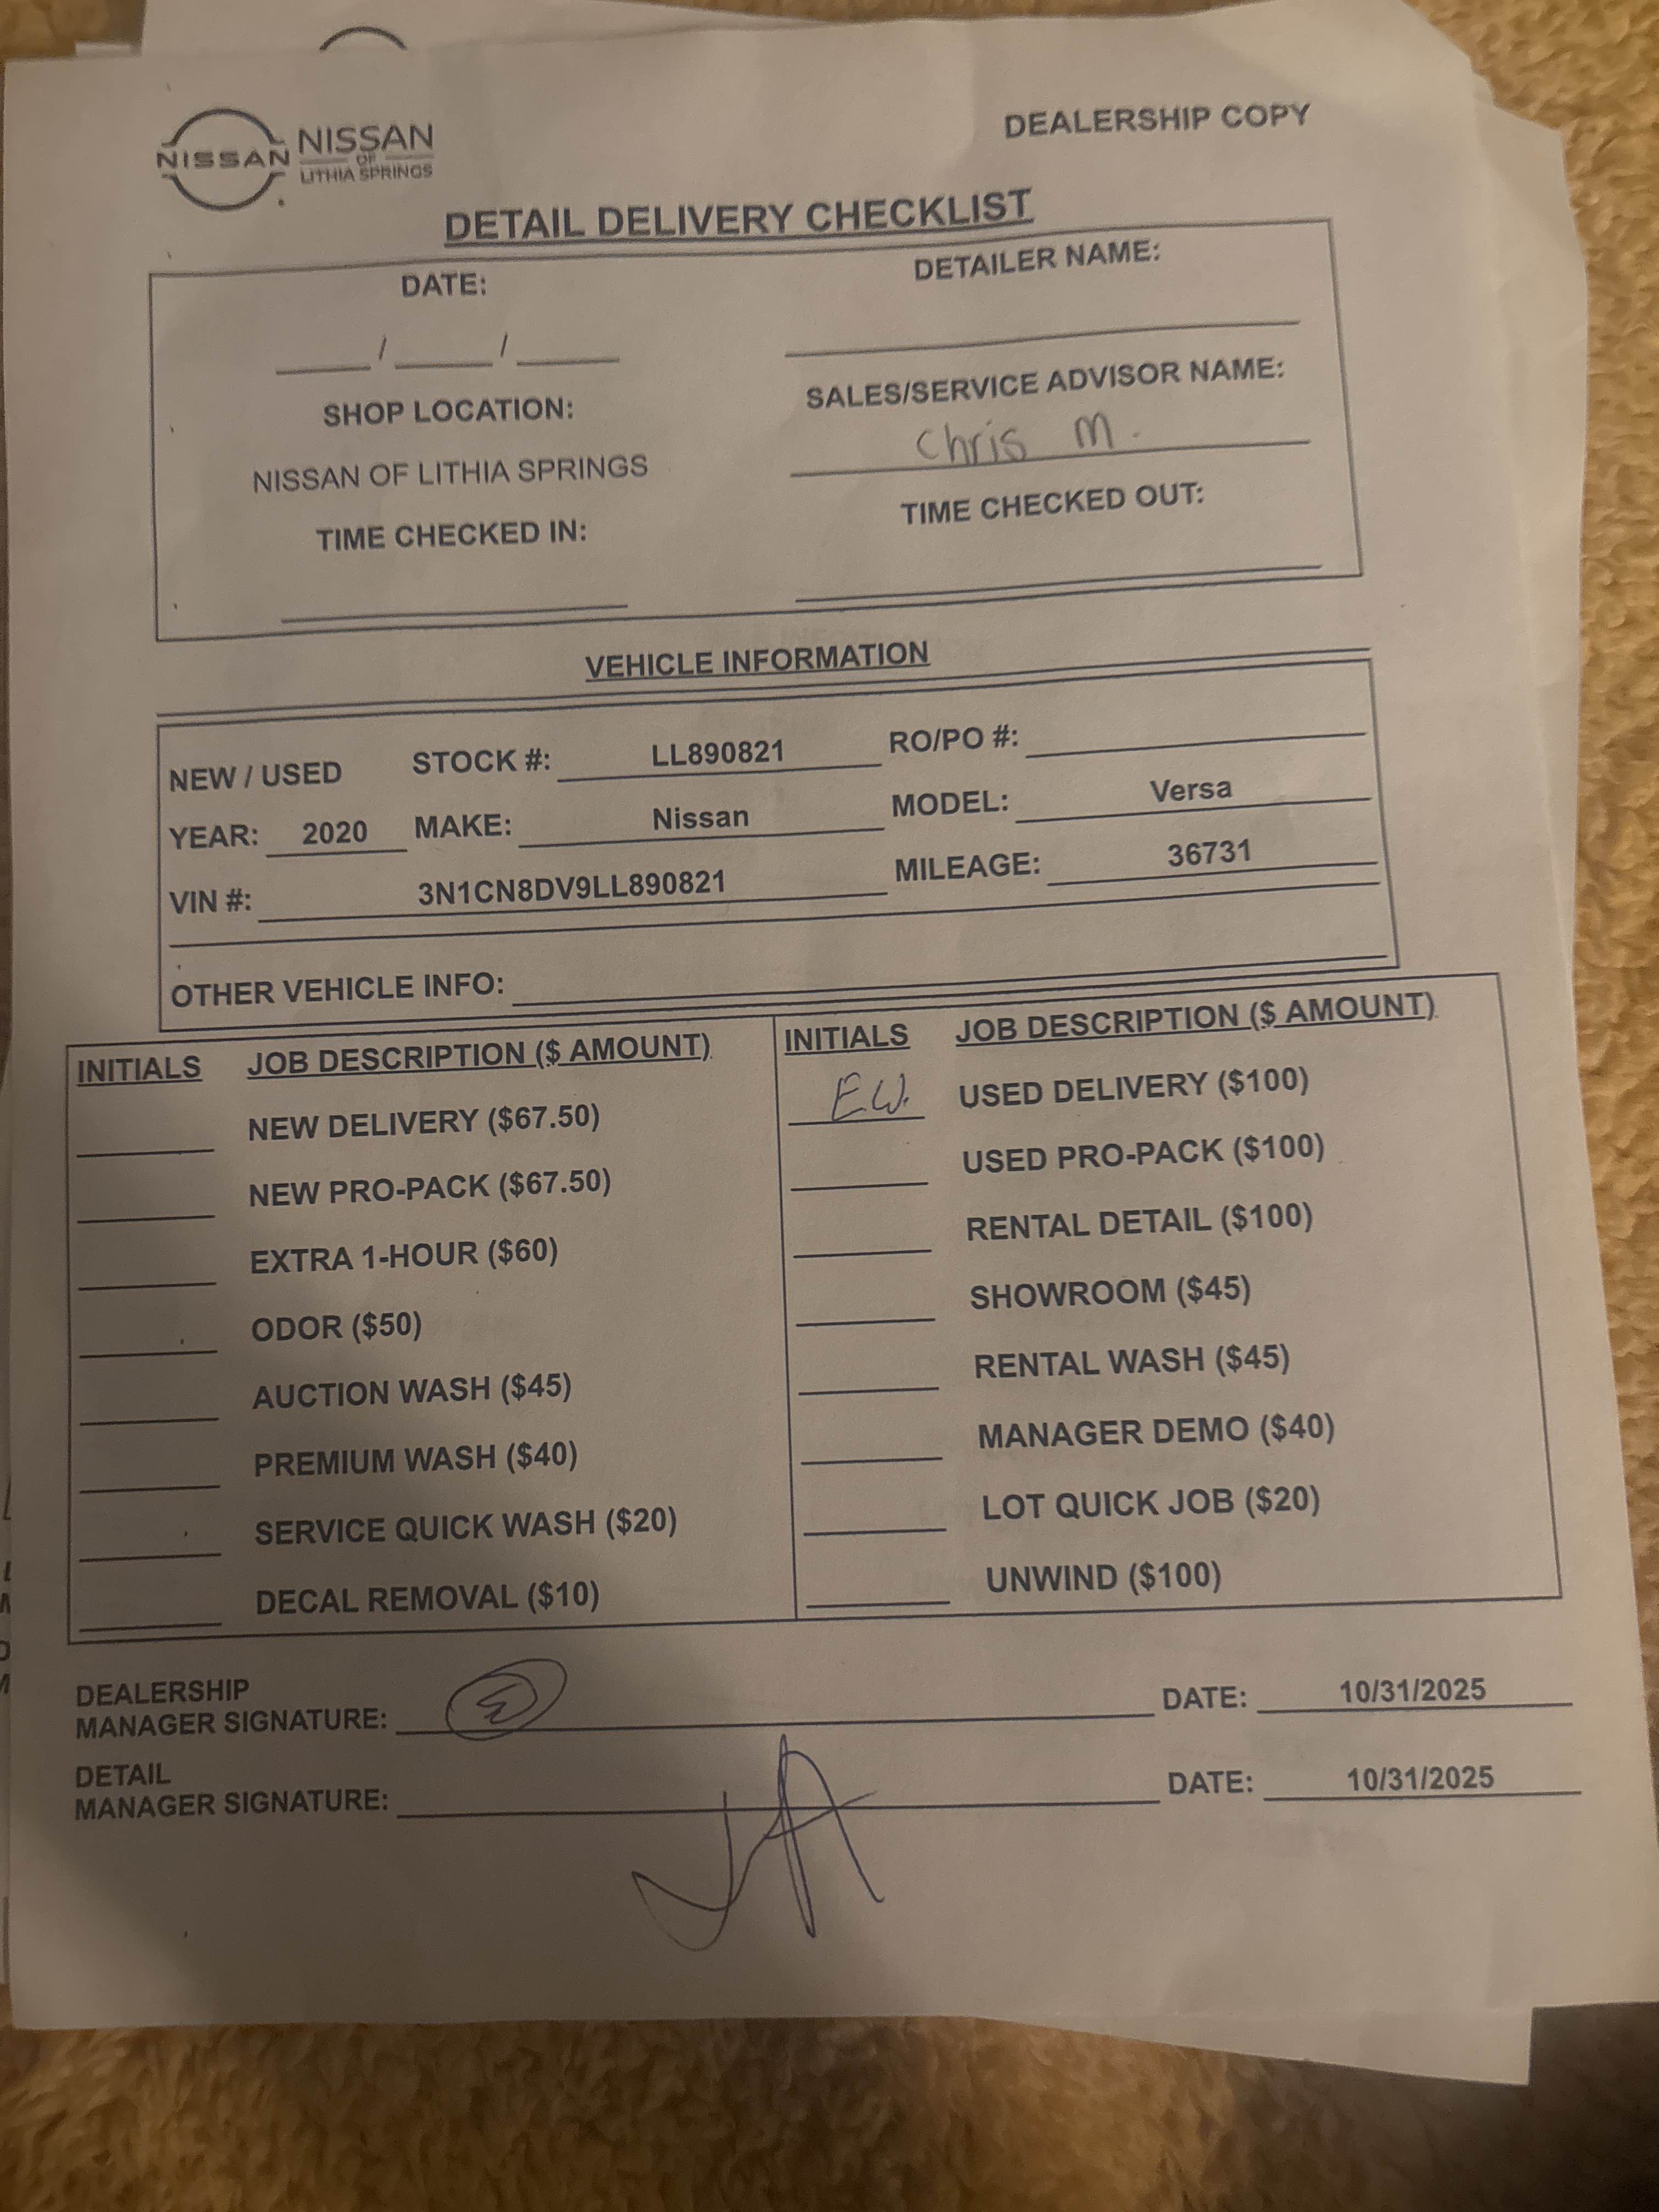 DEALERSHIP COPY
NISSAN
NISSAN
OF
LITHIA SPRINGS
DETAIL DELIVERY CHECKLIST
DATE:
DETAILER NAME:
____/____/____
SHOP LOCATION:
SALES/SERVICE ADVISOR NAME:
NISSAN OF LITHIA SPRINGS
Chris M.
TIME CHECKED IN:
TIME CHECKED OUT:
VEHICLE INFORMATION
NEW / USED STOCK #: LL890821 RO/PO #:
YEAR: 2020 MAKE: Nissan MODEL: Versa
VIN #: 3N1CN8DV9LL890821 MILEAGE: 36731
OTHER VEHICLE INFO:
INITIALS JOB DESCRIPTION ($ AMOUNT)
NEW DELIVERY ($67.50)
NEW PRO-PACK ($67.50)
EXTRA 1-HOUR ($60)
ODOR ($50)
AUCTION WASH ($45)
PREMIUM WASH ($40)
SERVICE QUICK WASH ($20)
DECAL REMOVAL ($10)
INITIALS JOB DESCRIPTION ($ AMOUNT)
E.W. USED DELIVERY ($100)
USED PRO-PACK ($100)
RENTAL DETAIL ($100)
SHOWROOM ($45)
RENTAL WASH ($45)
MANAGER DEMO ($40)
LOT QUICK JOB ($20)
UNWIND ($100)
DEALERSHIP
MANAGER SIGNATURE: DATE: 10/31/2025
DETAIL
MANAGER SIGNATURE: DATE: 10/31/2025